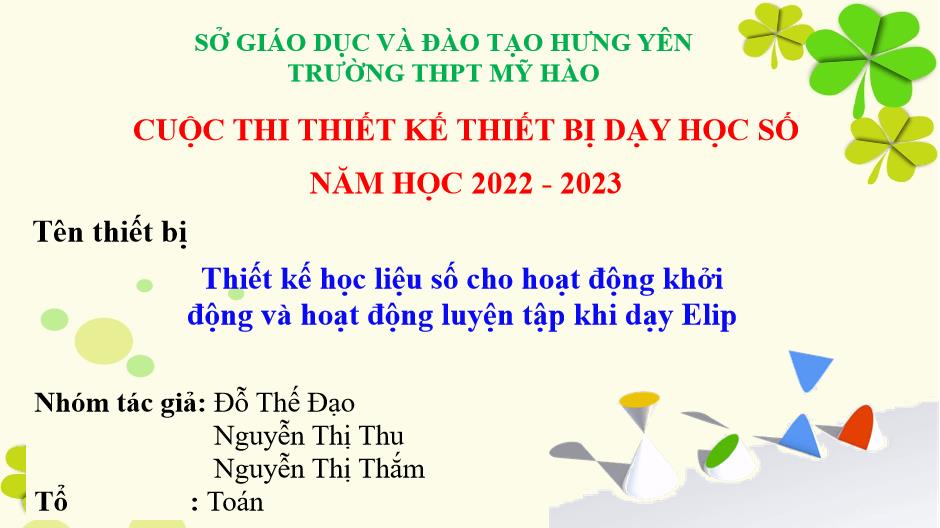 SỞ GIÁO DỤC VÀ ĐÀO TẠO HƯNG YÊN
TRƯỜNG THPT MỸ HÀO
CUỘC THI THIẾT KẾ THIẾT BỊ DẠY HỌC SỐ
NĂM HỌC 2022 - 2023
Tên thiết bị
Thiết kế học liệu số cho hoạt động khởi
động và hoạt động luyện tập khi dạy Elip
Nhóm tác giả: Đỗ Thế Đạo
Nguyễn Thị Thu
Nguyễn Thị Thắm
Tổ : Toán